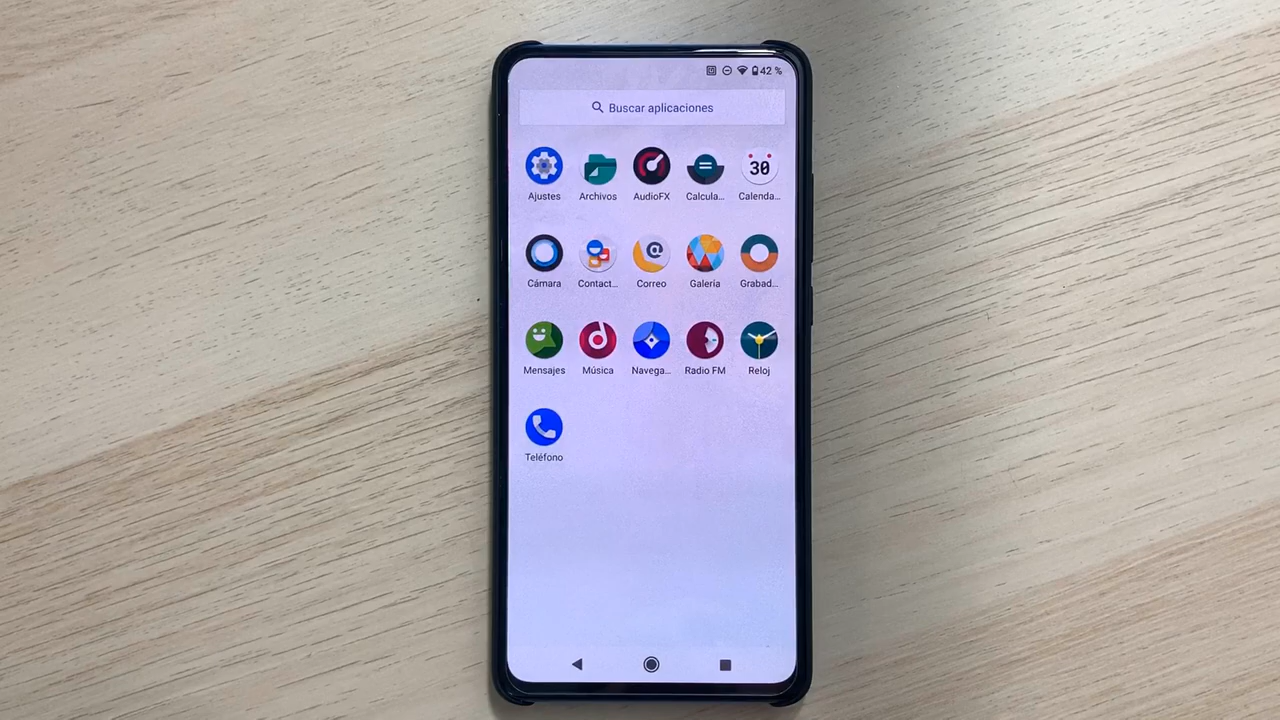 42 %
Buscar aplicaciones
Ajustes Archivos AudioFX Calcula... Calenda...
30
Cámara Contact... Correo Galería Grabad...
@
Mensajes Música Navega... Radio FM Reloj
Teléfono